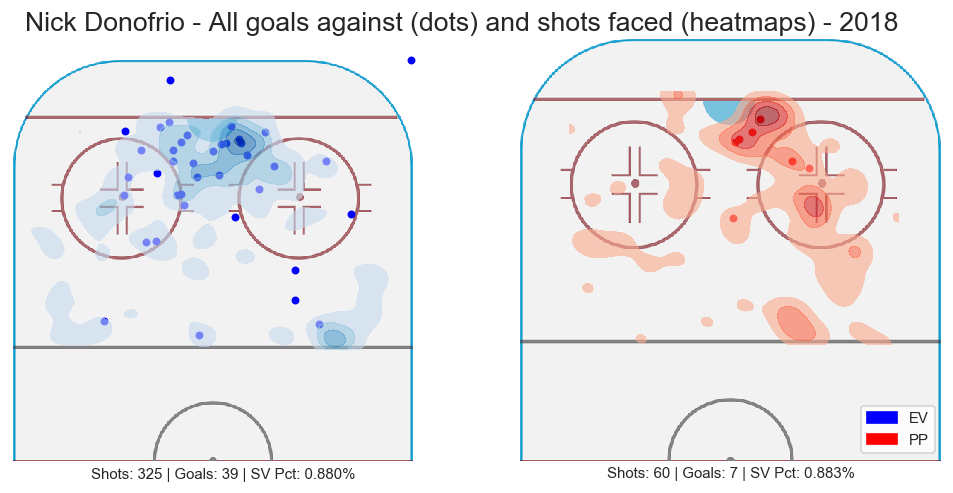 Nick Donofrio - All goals against (dots) and shots faced (heatmaps) - 2018
EV
PP
Shots: 325 | Goals: 39 | SV Pct: 0.880%
Shots: 60 | Goals: 7 | SV Pct: 0.883%